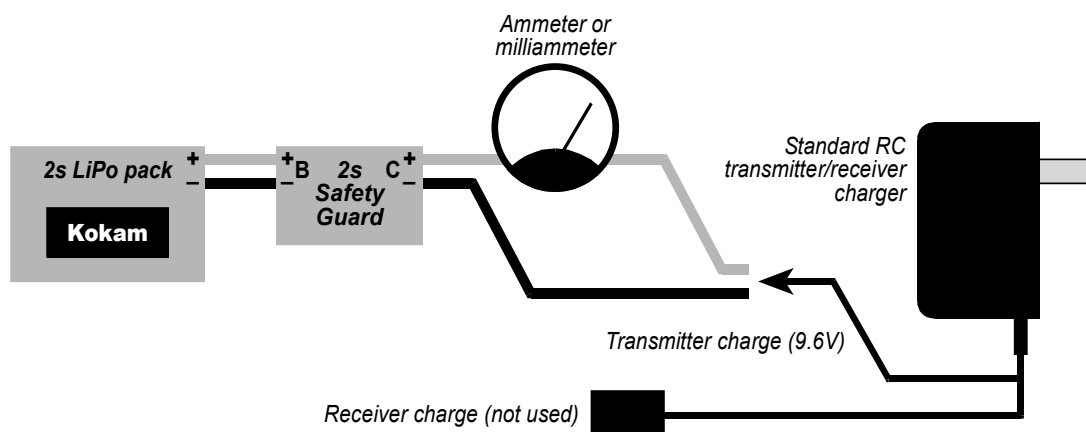 Ammeter or
milliammeter
Standard RC
transmitter/receiver
charger
2s LiPo pack
+
–
Kokam
+
–
B
2s
Safety
Guard
C
+
–
Transmitter charge (9.6V)
Receiver charge (not used)